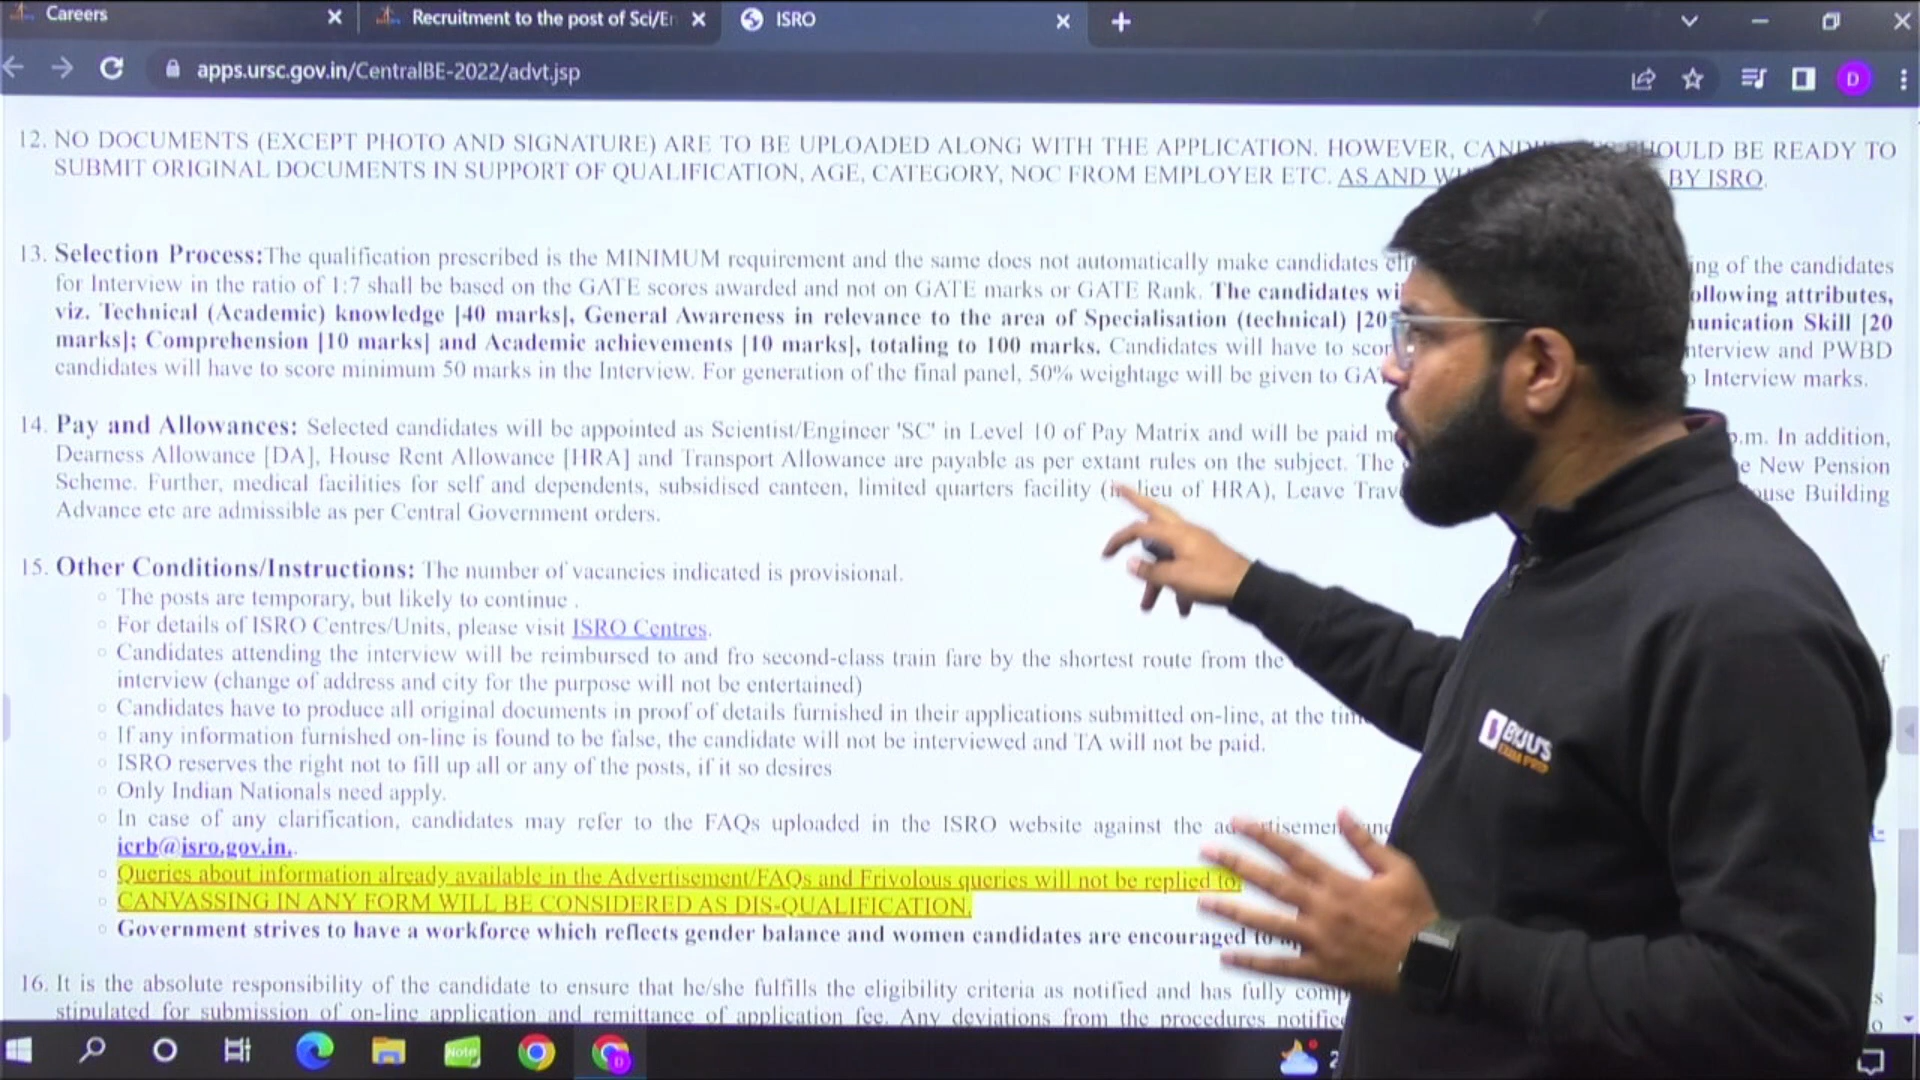 Careers
Recruitment to the post of Sci/En
ISRO
apps.ursc.gov.in/CentralBE-2022/advt.jsp
D
12. NO DOCUMENTS (EXCEPT PHOTO AND SIGNATURE) ARE TO BE UPLOADED ALONG WITH THE APPLICATION. HOWEVER, SHOULD BE READY TO
SUBMIT ORIGINAL DOCUMENTS IN SUPPORT OF QUALIFICATION, AGE, CATEGORY, NOC FROM EMPLOYER ETC. AS AND BY ISRO.
13. Selection Process:The qualification prescribed is the MINIMUM requirement and the same does not automatically make candidates of the candidates
for Interview in the ratio of 1:7 shall be based on the GATE scores awarded and not on GATE marks or GATE Rank. The candidates attributes,
viz. Technical (Academic) knowledge [40 marks], General Awareness in relevance to the area of Specialisation (technical) [20 Skill [20
marks]; Comprehension [10 marks] and Academic achievements [10 marks], totaling to 100 marks. Candidates will have to and PWBD
candidates will have to score minimum 50 marks in the Interview. For generation of the final panel, 50% weightage will be given to Interview marks.
14. Pay and Allowances: Selected candidates will be appointed as Scientist/Engineer 'SC' in Level 10 of Pay Matrix and will be paid p.m. In addition,
Dearness Allowance [DA], House Rent Allowance [HRA] and Transport Allowance are payable as per extant rules on the subject. The New Pension
Scheme. Further, medical facilities for self and dependents, subsidised canteen, limited quarters facility (in lieu of HRA), Leave Building
Advance etc are admissible as per Central Government orders.
15. Other Conditions/Instructions: The number of vacancies indicated is provisional.
The posts are temporary, but likely to continue .
For details of ISRO Centres/Units, please visit ISRO Centres.
Candidates attending the interview will be reimbursed to and fro second-class train fare by the shortest route from the
interview (change of address and city for the purpose will not be entertained)
Candidates have to produce all original documents in proof of details furnished in their applications submitted on-line, at the
If any information furnished on-line is found to be false, the candidate will not be interviewed and TA will not be paid.
ISRO reserves the right not to fill up all or any of the posts, if it so desires
Only Indian Nationals need apply.
In case of any clarification, candidates may refer to the FAQs uploaded in the ISRO website against the
icrb@isro.gov.in..
Queries about information already available in the Advertisement/FAQs and Frivolous queries will not be replied to.
CANVASSING IN ANY FORM WILL BE CONSIDERED AS DIS-QUALIFICATION.
Government strives to have a workforce which reflects gender balance and women candidates are encouraged to
16. It is the absolute responsibility of the candidate to ensure that he/she fulfills the eligibility criteria as notified and has fully
stipulated for submission of on-line application and remittance of application fee. Any deviations from the procedures
BYJU'S
EXAM PREP
Note
D